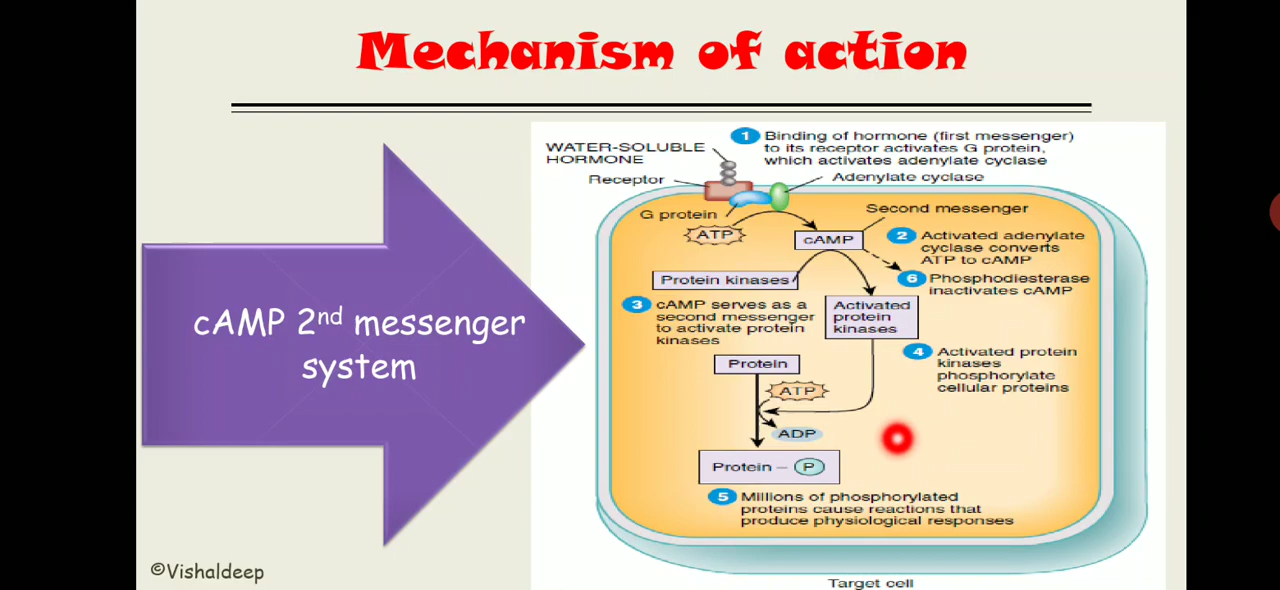 Mechanism of action
cAMP 2nd messenger
system
1 Binding of hormone (first messenger)
to its receptor activates G protein,
which activates adenylate cyclase
WATER-SOLUBLE
HORMONE
Receptor
Adenylate cyclase
G protein
ATP
Second messenger
cAMP
2 Activated adenylate
cyclase converts
ATP to cAMP
6 Phosphodiesterase
inactivates cAMP
Protein kinases
3 cAMP serves as a
second messenger
to activate protein
kinases
Activated
protein
kinases
4 Activated protein
kinases
phosphorylate
cellular proteins
Protein
ATP
ADP
Protein – P
5 Millions of phosphorylated
proteins cause reactions that
produce physiological responses
Target cell
©Vishaldeep